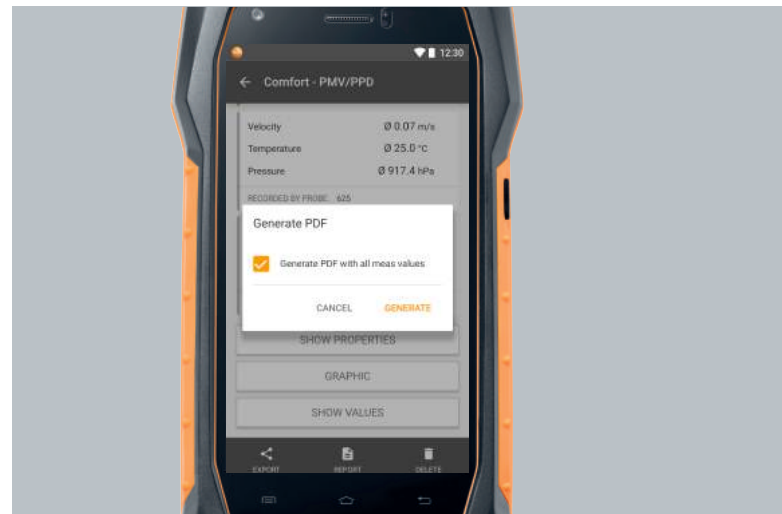 12:30
Comfort - PMV/PPD
Velocity Ø 0.07 m/s
Temperature Ø 25.0 °C
Pressure Ø 917.4 hPa
RECORDED BY PROBE: 625
Generate PDF
Generate PDF with all meas values
CANCEL GENERATE
SHOW PROPERTIES
GRAPHIC
SHOW VALUES
EXPORT REPORT DELETE